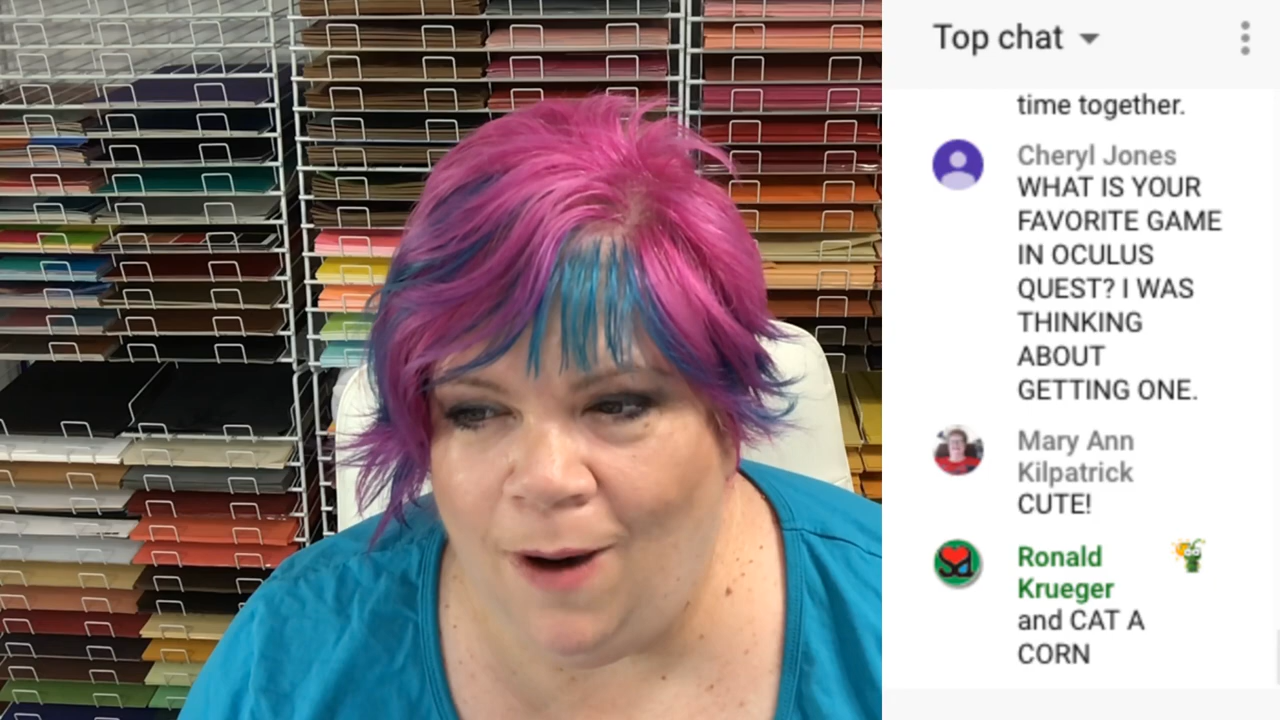 Top chat
time together.
Cheryl Jones
WHAT IS YOUR
FAVORITE GAME
IN OCULUS
QUEST? I WAS
THINKING
ABOUT
GETTING ONE.
Mary Ann
Kilpatrick
CUTE!
Ronald
Krueger
and CAT A
CORN